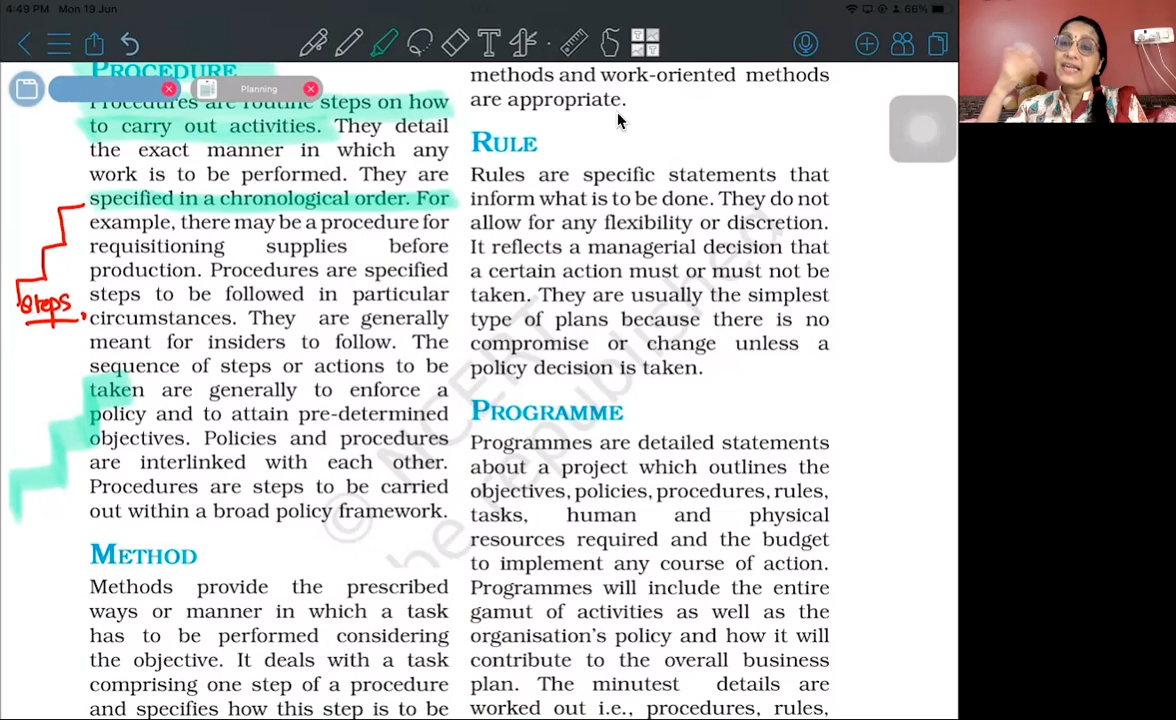 4:49 PM Mon 19 Jun
66%
Planning
PROCEDURE
Procedures are routine steps on how
to carry out activities. They detail
the exact manner in which any
work is to be performed. They are
specified in a chronological order. For
example, there may be a procedure for
requisitioning supplies before
production. Procedures are specified
steps to be followed in particular
circumstances. They are generally
meant for insiders to follow. The
sequence of steps or actions to be
taken are generally to enforce a
policy and to attain pre-determined
objectives. Policies and procedures
are interlinked with each other.
Procedures are steps to be carried
out within a broad policy framework.
Steps
METHOD
Methods provide the prescribed
ways or manner in which a task
has to be performed considering
the objective. It deals with a task
comprising one step of a procedure
and specifies how this step is to be
methods and work-oriented methods
are appropriate.
RULE
Rules are specific statements that
inform what is to be done. They do not
allow for any flexibility or discretion.
It reflects a managerial decision that
a certain action must or must not be
taken. They are usually the simplest
type of plans because there is no
compromise or change unless a
policy decision is taken.
PROGRAMME
Programmes are detailed statements
about a project which outlines the
objectives, policies, procedures, rules,
tasks, human and physical
resources required and the budget
to implement any course of action.
Programmes will include the entire
gamut of activities as well as the
organisation's policy and how it will
contribute to the overall business
plan. The minutest details are
worked out i.e., procedures, rules,
© NCERT
be republished